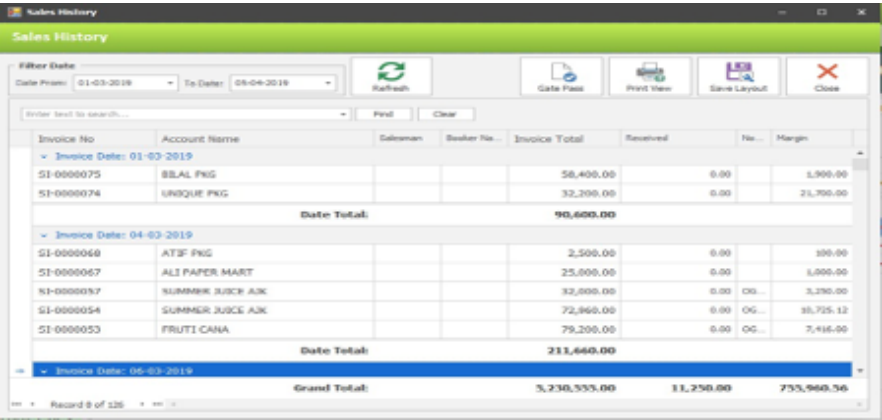 Sales History
Sales History
Filter Date
Date From: 01-03-2019 To Date: 05-04-2019
Refresh
Gate Pass
Print View
Save Layout
Close
Enter text to search...
Find
Clear
Invoice No Account Name Salesman Booker Na... Invoice Total Received Na... Margin
Invoice Date: 01-03-2019
SI-0000075 BILAL PKG 58,400.00 0.00 1,900.00
SI-0000074 UNIQUE PKG 32,200.00 0.00 21,700.00
Date Total: 90,600.00
Invoice Date: 04-03-2019
SI-0000068 ATIF PKG 2,500.00 0.00 100.00
SI-0000067 ALI PAPER MART 25,000.00 0.00 1,000.00
SI-0000057 SUMMER JUICE AJK 32,000.00 0.00 OG... 3,250.00
SI-0000054 SUMMER JUICE AJK 72,960.00 0.00 OG... 10,725.12
SI-0000053 FRUTI CANA 79,200.00 0.00 OG... 7,416.00
Date Total: 211,660.00
Invoice Date: 06-03-2019
Grand Total: 5,230,555.00 11,250.00 755,960.56
Record 8 of 126